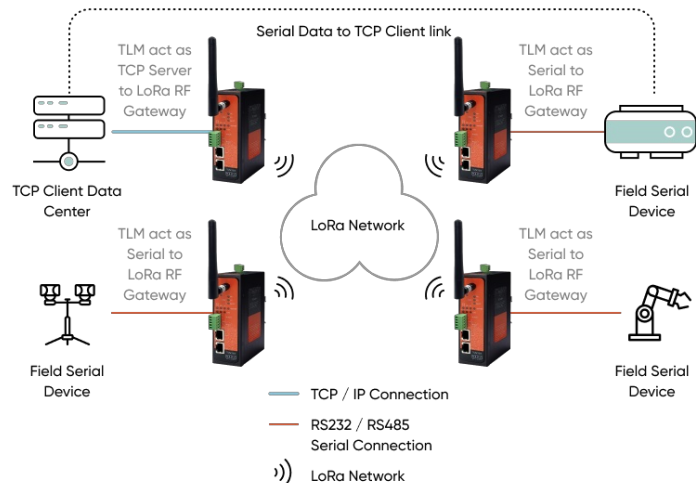 Serial Data to TCP Client link
TLM act as
TCP Server
to LoRa RF
Gateway
TLM act as
Serial to
LoRa RF
Gateway
TCP Client Data
Center
LoRa Network
Field Serial
Device
TLM act as
Serial to
LoRa RF
Gateway
TLM act as
Serial to
LoRa RF
Gateway
Field Serial
Device
Field Serial
Device
TCP / IP Connection
RS232 / RS485
Serial Connection
LoRa Network